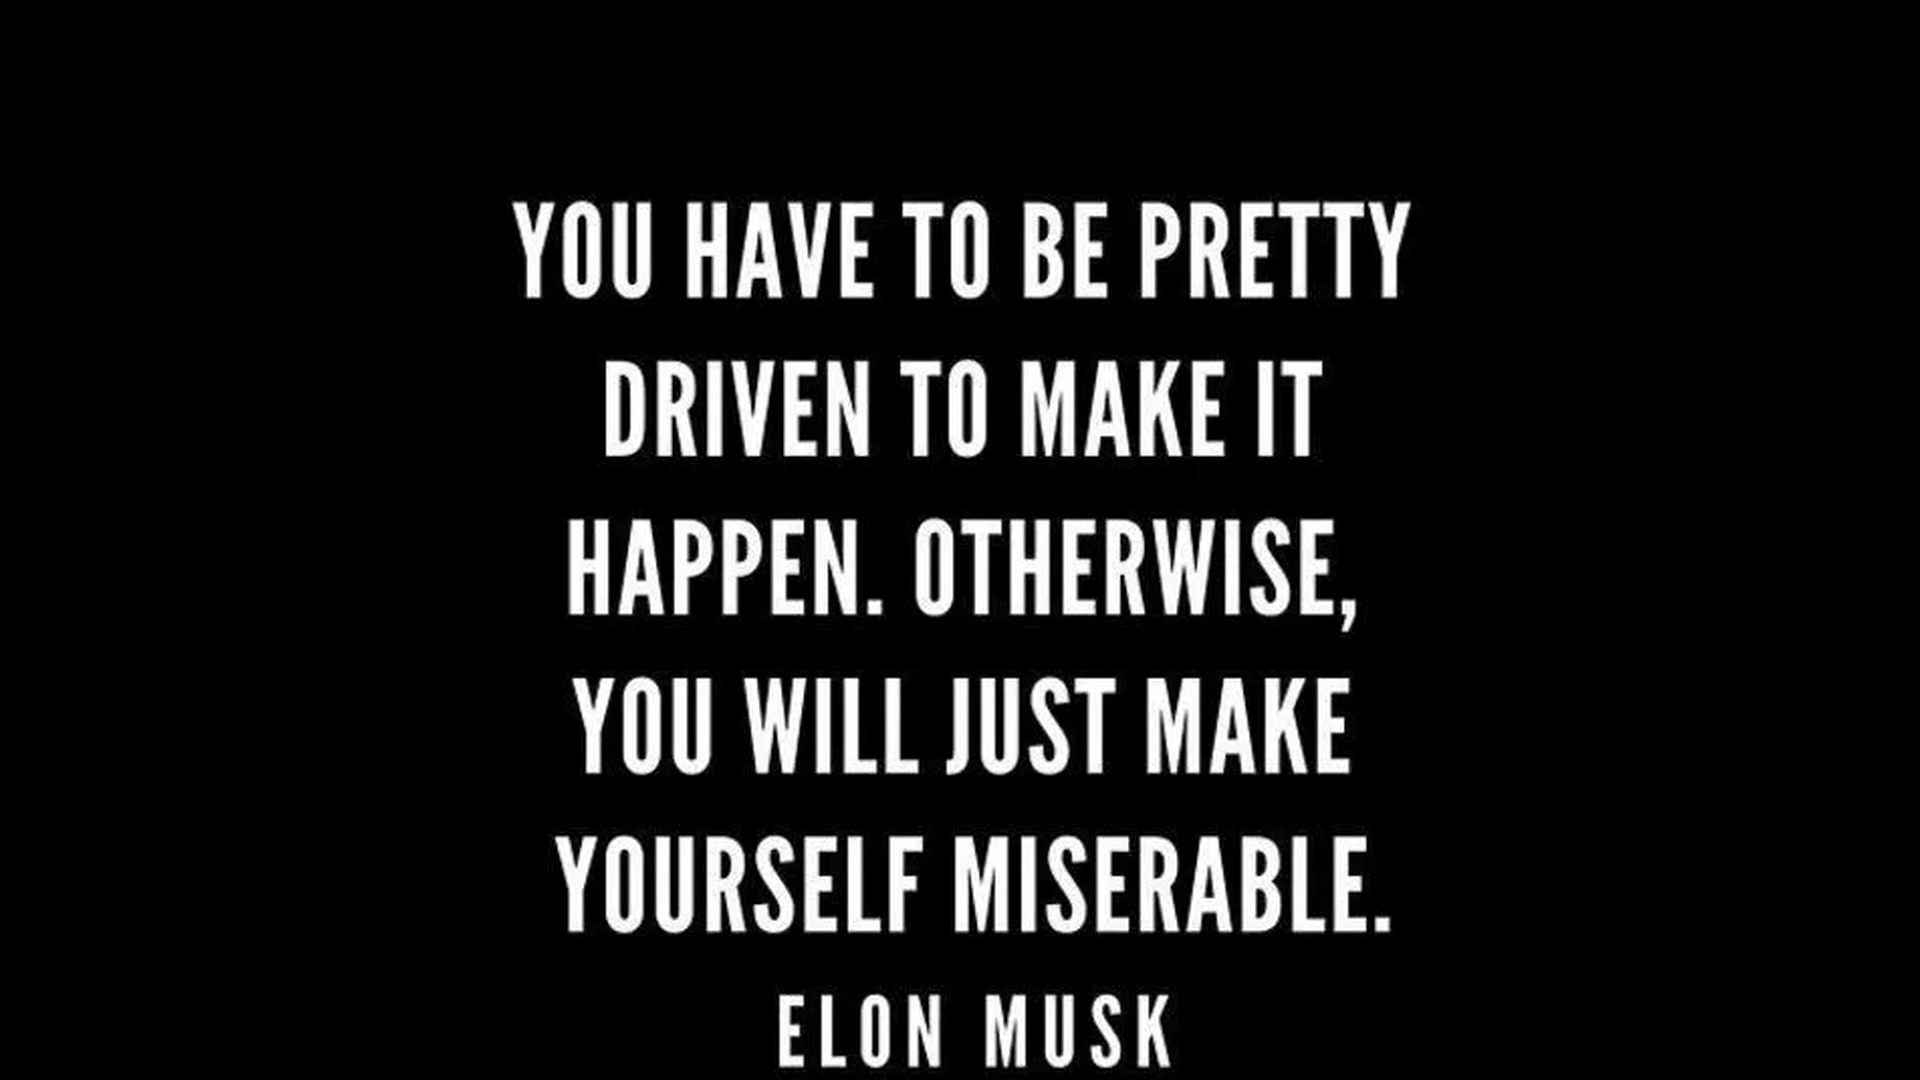 YOU HAVE TO BE PRETTY
DRIVEN TO MAKE IT
HAPPEN. OTHERWISE,
YOU WILL JUST MAKE
YOURSELF MISERABLE.
ELON MUSK